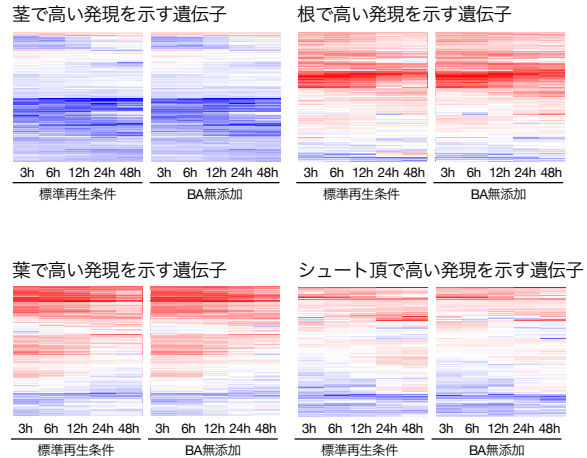 茎で高い発現を示す遺伝子
根で高い発現を示す遺伝子
3h 6h 12h 24h 48h
3h 6h 12h 24h 48h
3h 6h 12h 24h 48h
3h 6h 12h 24h 48h
標準再生条件
BA無添加
標準再生条件
BA無添加
葉で高い発現を示す遺伝子
シュート頂で高い発現を示す遺伝子
3h 6h 12h 24h 48h
3h 6h 12h 24h 48h
3h 6h 12h 24h 48h
3h 6h 12h 24h 48h
標準再生条件
BA無添加
標準再生条件
BA無添加